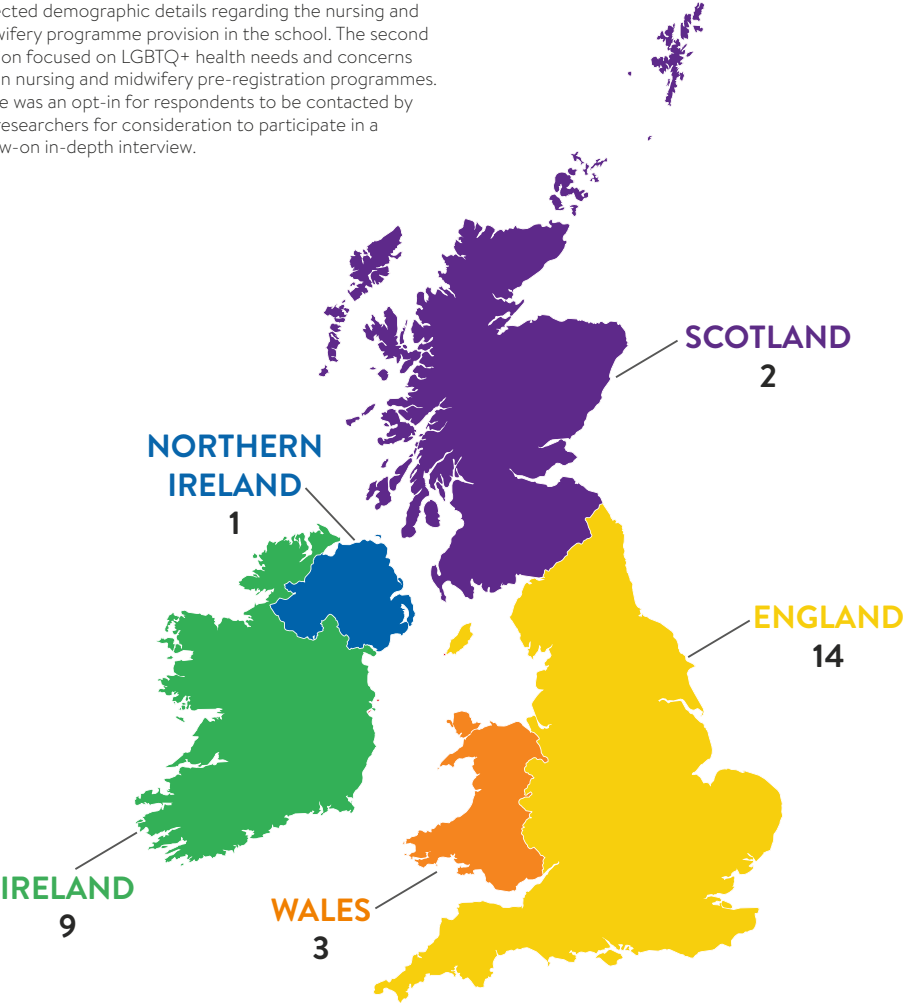 ected demographic details regarding the nursing and
wifery programme provision in the school. The second
on focused on LGBTQ+ health needs and concerns
n nursing and midwifery pre-registration programmes.
e was an opt-in for respondents to be contacted by
researchers for consideration to participate in a
w-on in-depth interview.
SCOTLAND
2
NORTHERN
IRELAND
1
ENGLAND
14
IRELAND
9
WALES
3